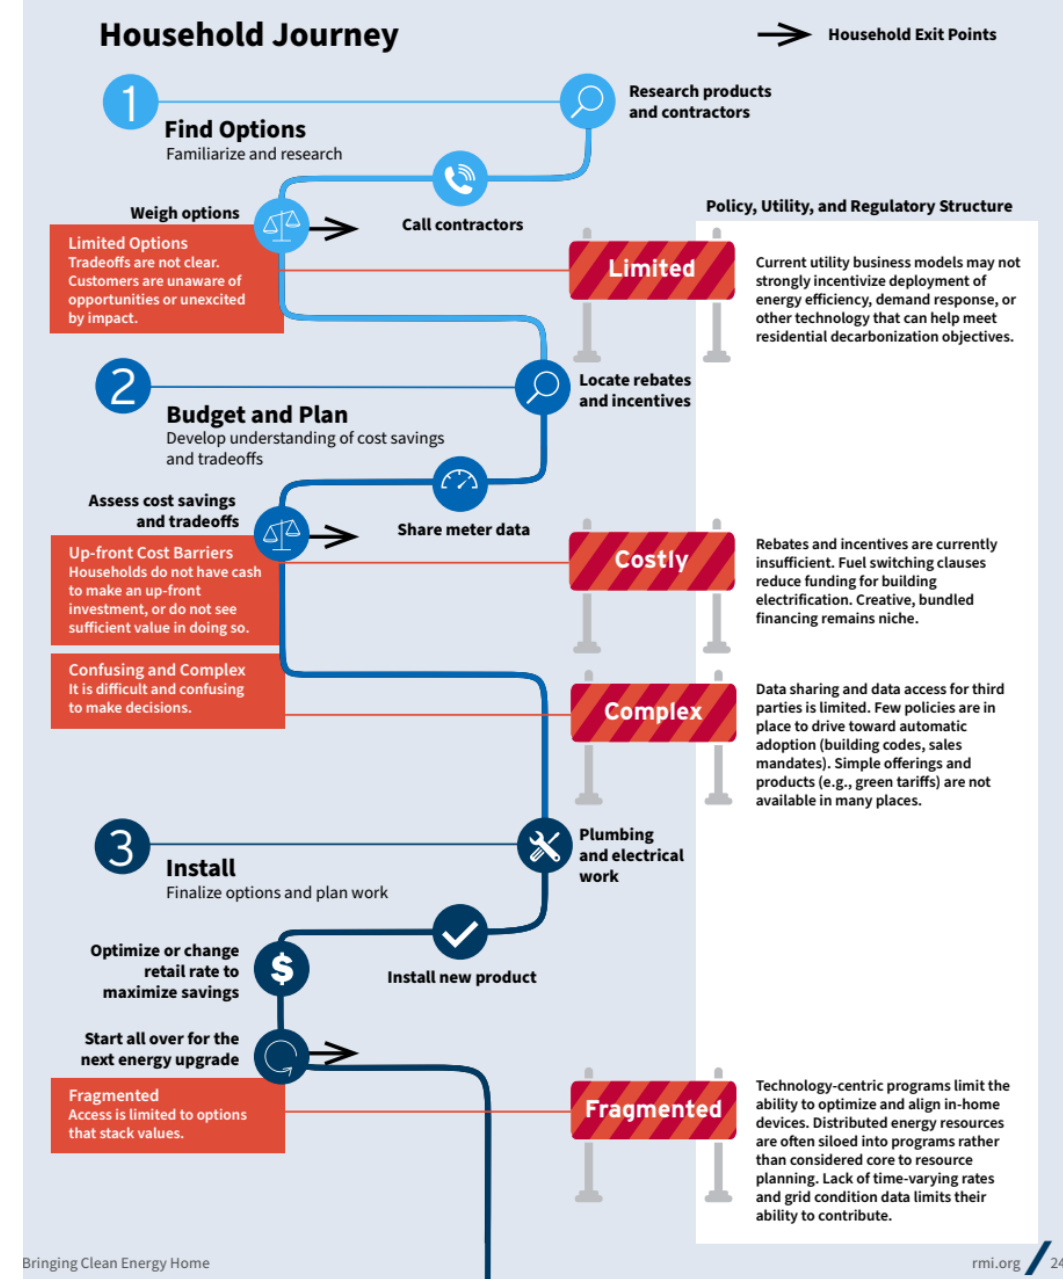 Household Journey
Household Exit Points
1
Research products
and contractors
Find Options
Familiarize and research
Call contractors
Weigh options
Limited Options
Tradeoffs are not clear.
Customers are unaware of
opportunities or unexcited
by impact.
Policy, Utility, and Regulatory Structure
Limited
Current utility business models may not
strongly incentivize deployment of
energy efficiency, demand response, or
other technology that can help meet
residential decarbonization objectives.
2
Locate rebates
and incentives
Budget and Plan
Develop understanding of cost savings
and tradeoffs
Share meter data
Assess cost savings
and tradeoffs
Up-front Cost Barriers
Households do not have cash
to make an up-front
investment, or do not see
sufficient value in doing so.
Costly
Rebates and incentives are currently
insufficient. Fuel switching clauses
reduce funding for building
electrification. Creative, bundled
financing remains niche.
Confusing and Complex
It is difficult and confusing
to make decisions.
Complex
Data sharing and data access for third
parties is limited. Few policies are in
place to drive toward automatic
adoption (building codes, sales
mandates). Simple offerings and
products (e.g., green tariffs) are not
available in many places.
3
Plumbing
and electrical
work
Install
Finalize options and plan work
Install new product
Optimize or change
retail rate to
maximize savings
$
Start all over for the
next energy upgrade
Fragmented
Access is limited to options
that stack values.
Fragmented
Technology-centric programs limit the
ability to optimize and align in-home
devices. Distributed energy resources
are often siloed into programs rather
than considered core to resource
planning. Lack of time-varying rates
and grid condition data limits their
ability to contribute.
Bringing Clean Energy Home
rmi.org
24